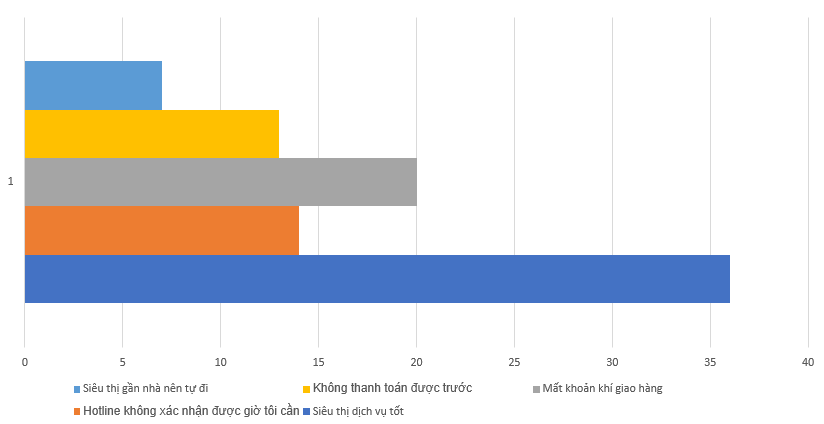 1
0 5 10 15 20 25 30 35 40
Siêu thị gần nhà nên tự đi Không thanh toán được trước Mất khoản khí giao hàng
Hotline không xác nhận được giờ tôi cần Siêu thị dịch vụ tốt